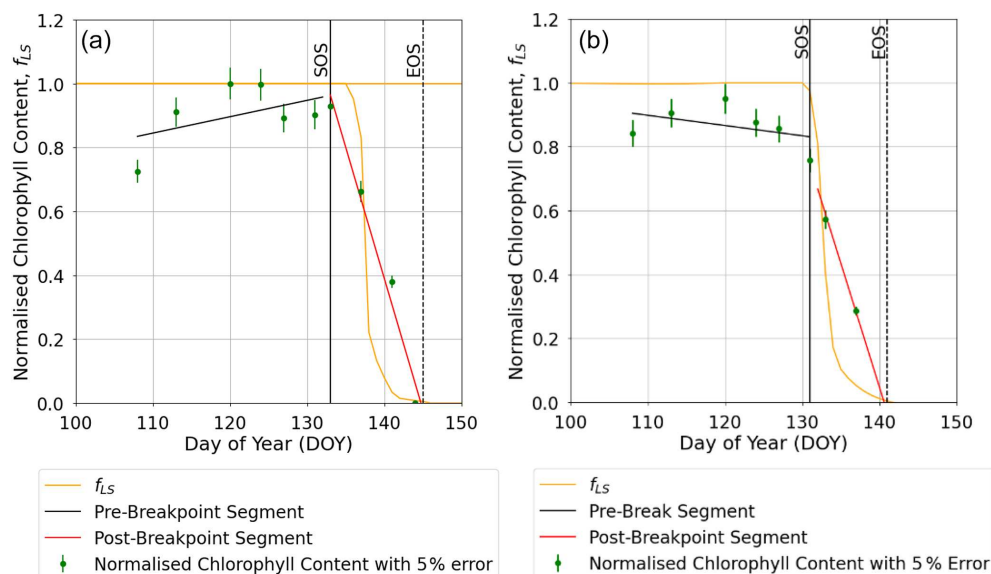 (a)
SOS
EOS
1.2
1.0
0.8
0.6
0.4
0.2
0.0
Normalised Chlorophyll Content, f_LS
100 110 120 130 140 150
Day of Year (DOY)
f_LS
Pre-Breakpoint Segment
Post-Breakpoint Segment
Normalised Chlorophyll Content with 5% error
(b)
SOS
EOS
1.2
1.0
0.8
0.6
0.4
0.2
0.0
Normalised Chlorophyll Content, f_LS
100 110 120 130 140 150
Day of Year (DOY)
f_LS
Pre-Break Segment
Post-Breakpoint Segment
Normalised Chlorophyll Content with 5% Error